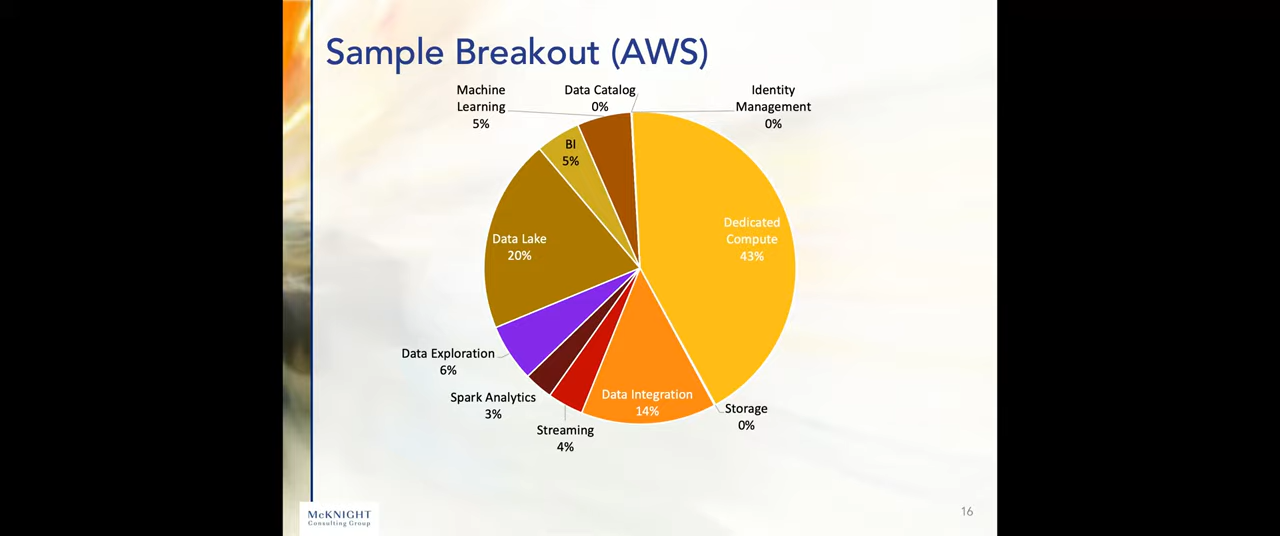 Sample Breakout (AWS)
Machine
Learning
5%
Data Catalog
0%
Identity
Management
0%
BI
5%
Dedicated
Compute
43%
Data Lake
20%
Data Exploration
6%
Spark Analytics
3%
Streaming
4%
Data Integration
14%
Storage
0%
McKNIGHT
Consulting Group
16